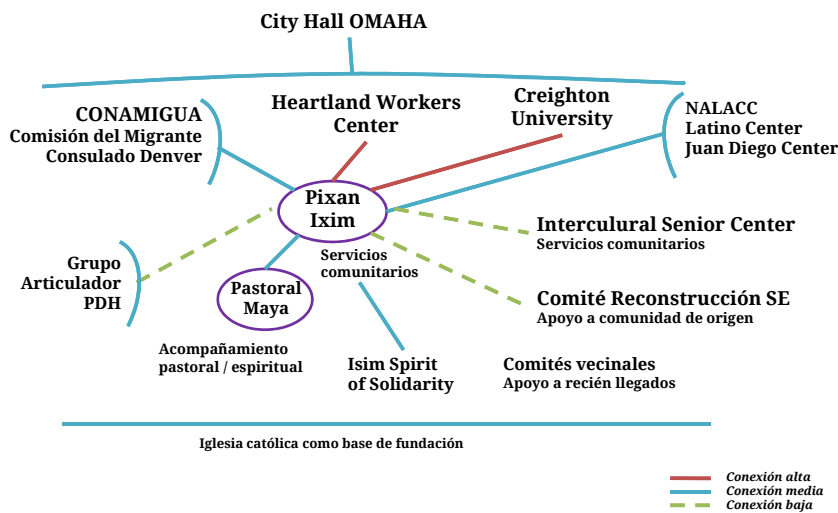 City Hall OMAHA
CONAMIGUA
Comisión del Migrante
Consulado Denver
Heartland Workers
Center
Creighton
University
NALACC
Latino Center
Juan Diego Center
Pixan
Ixim
Interculural Senior Center
Servicios comunitarios
Grupo
Articulador
PDH
Servicios
comunitarios
Pastoral
Maya
Comité Reconstrucción SE
Apoyo a comunidad de origen
Acompañamiento
pastoral / espiritual
Isim Spirit
of Solidarity
Comités vecinales
Apoyo a recién llegados
Iglesia católica como base de fundación
Conexión alta
Conexión media
Conexión baja